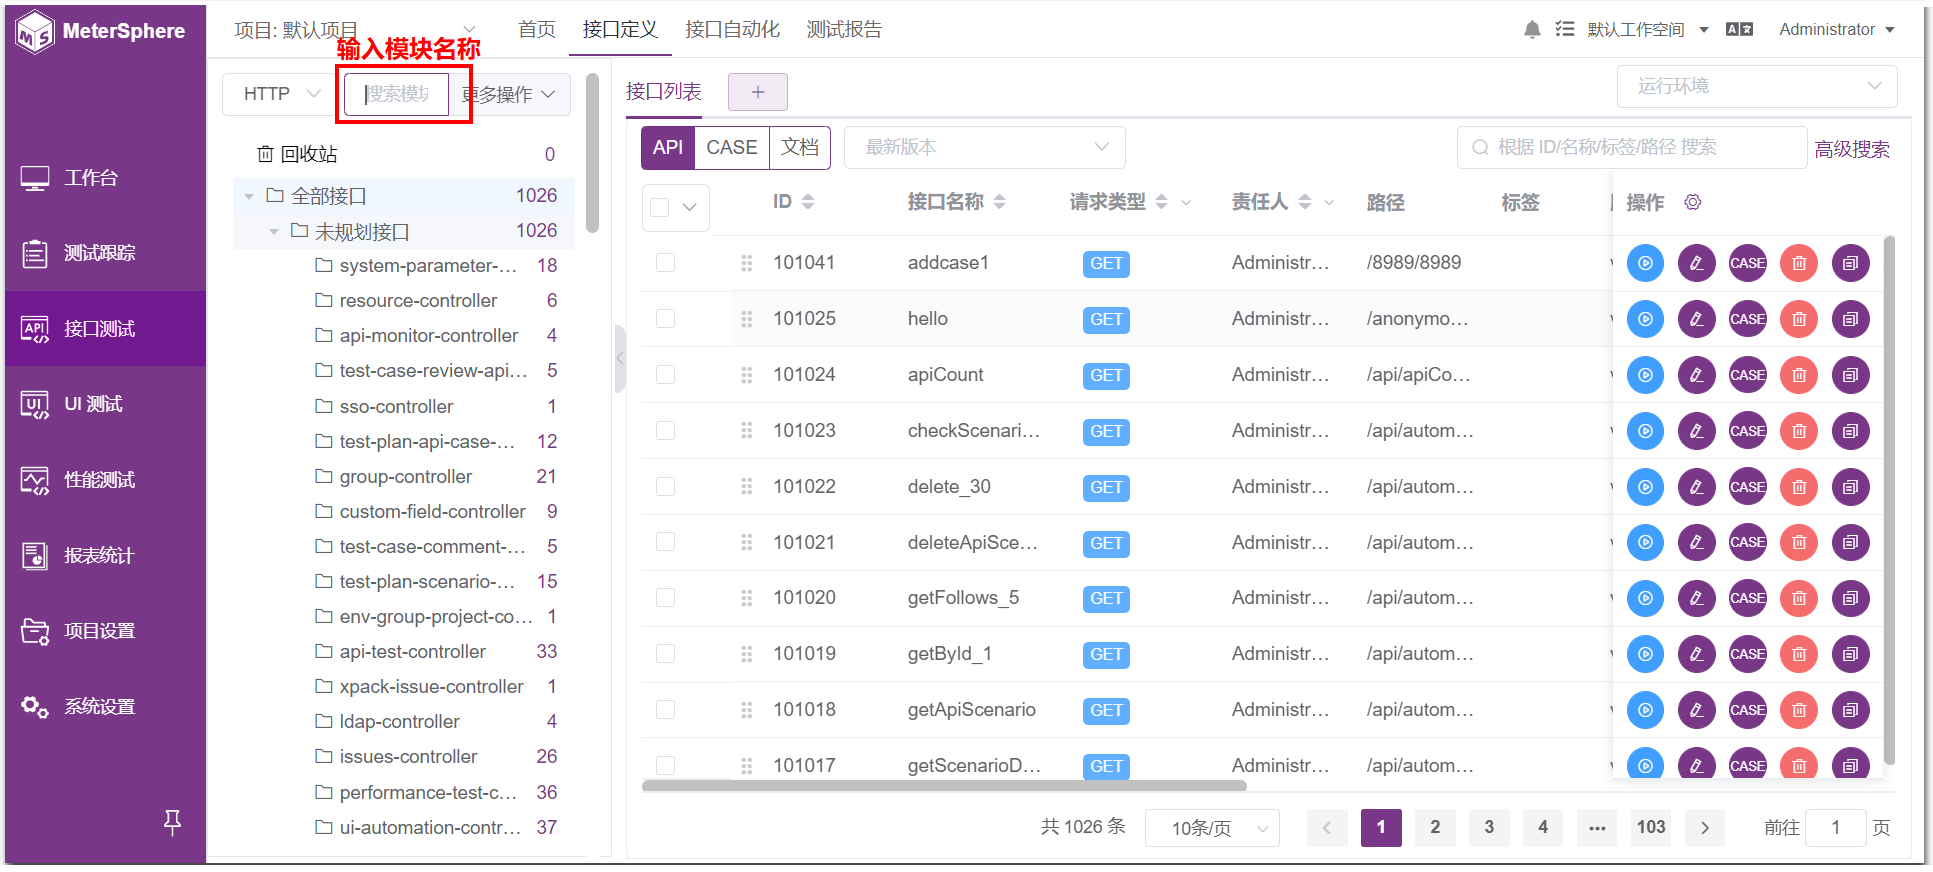 MeterSphere
项目: 默认项目
首页
接口定义
接口自动化
测试报告
默认工作空间
Administrator
输入模块名称
工作台
测试跟踪
接口测试
UI 测试
性能测试
报表统计
项目设置
系统设置
HTTP
搜索模块
更多操作
回收站 0
全部接口 1026
未规划接口 1026
system-parameter-... 18
resource-controller 6
api-monitor-controller 4
test-case-review-api... 5
sso-controller 1
test-plan-api-case-... 12
group-controller 21
custom-field-controller 9
test-case-comment-... 5
test-plan-scenario-... 15
env-group-project-co... 1
api-test-controller 33
xpack-issue-controller 1
ldap-controller 4
issues-controller 26
performance-test-c... 36
ui-automation-contr... 37
接口列表 +
运行环境
API CASE 文档
最新版本
根据 ID/名称/标签/路径 搜索
高级搜索
ID 接口名称 请求类型 责任人 路径 标签 操作
101041 addcase1 GET Administr... /8989/8989 CASE
101025 hello GET Administr... /anonymo... CASE
101024 apiCount GET Administr... /api/apiCo... CASE
101023 checkScenari... GET Administr... /api/autom... CASE
101022 delete_30 GET Administr... /api/autom... CASE
101021 deleteApiSce... GET Administr... /api/autom... CASE
101020 getFollows_5 GET Administr... /api/autom... CASE
101019 getById_1 GET Administr... /api/autom... CASE
101018 getApiScenario GET Administr... /api/autom... CASE
101017 getScenarioD... GET Administr... /api/autom... CASE
共 1026 条 10条/页 < 1 2 3 4 ... 103 > 前往 1 页